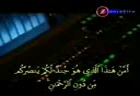 أَمَّنْ هَٰذَا الَّذِي هُوَ جُندٌ لَّكُمْ يَنصُرُكُم
مِّن دُونِ الرَّحْمَٰنِ